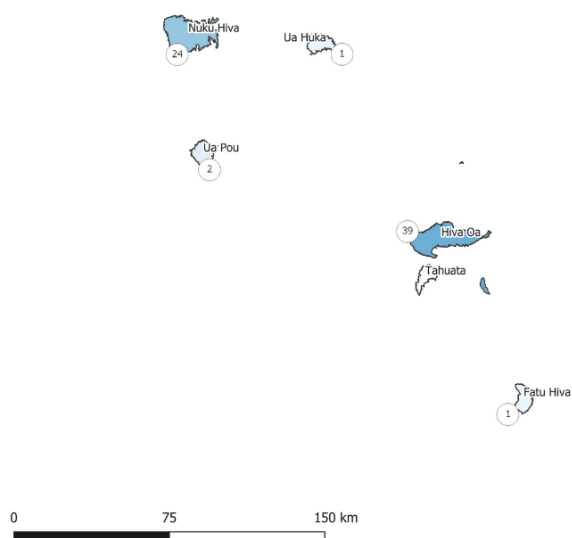 Nuku Hiva
24
Ua Huka
1
Ua Pou
2
39
Hiva Oa
Tahuata
Fatu Hiva
1
0 75 150 km